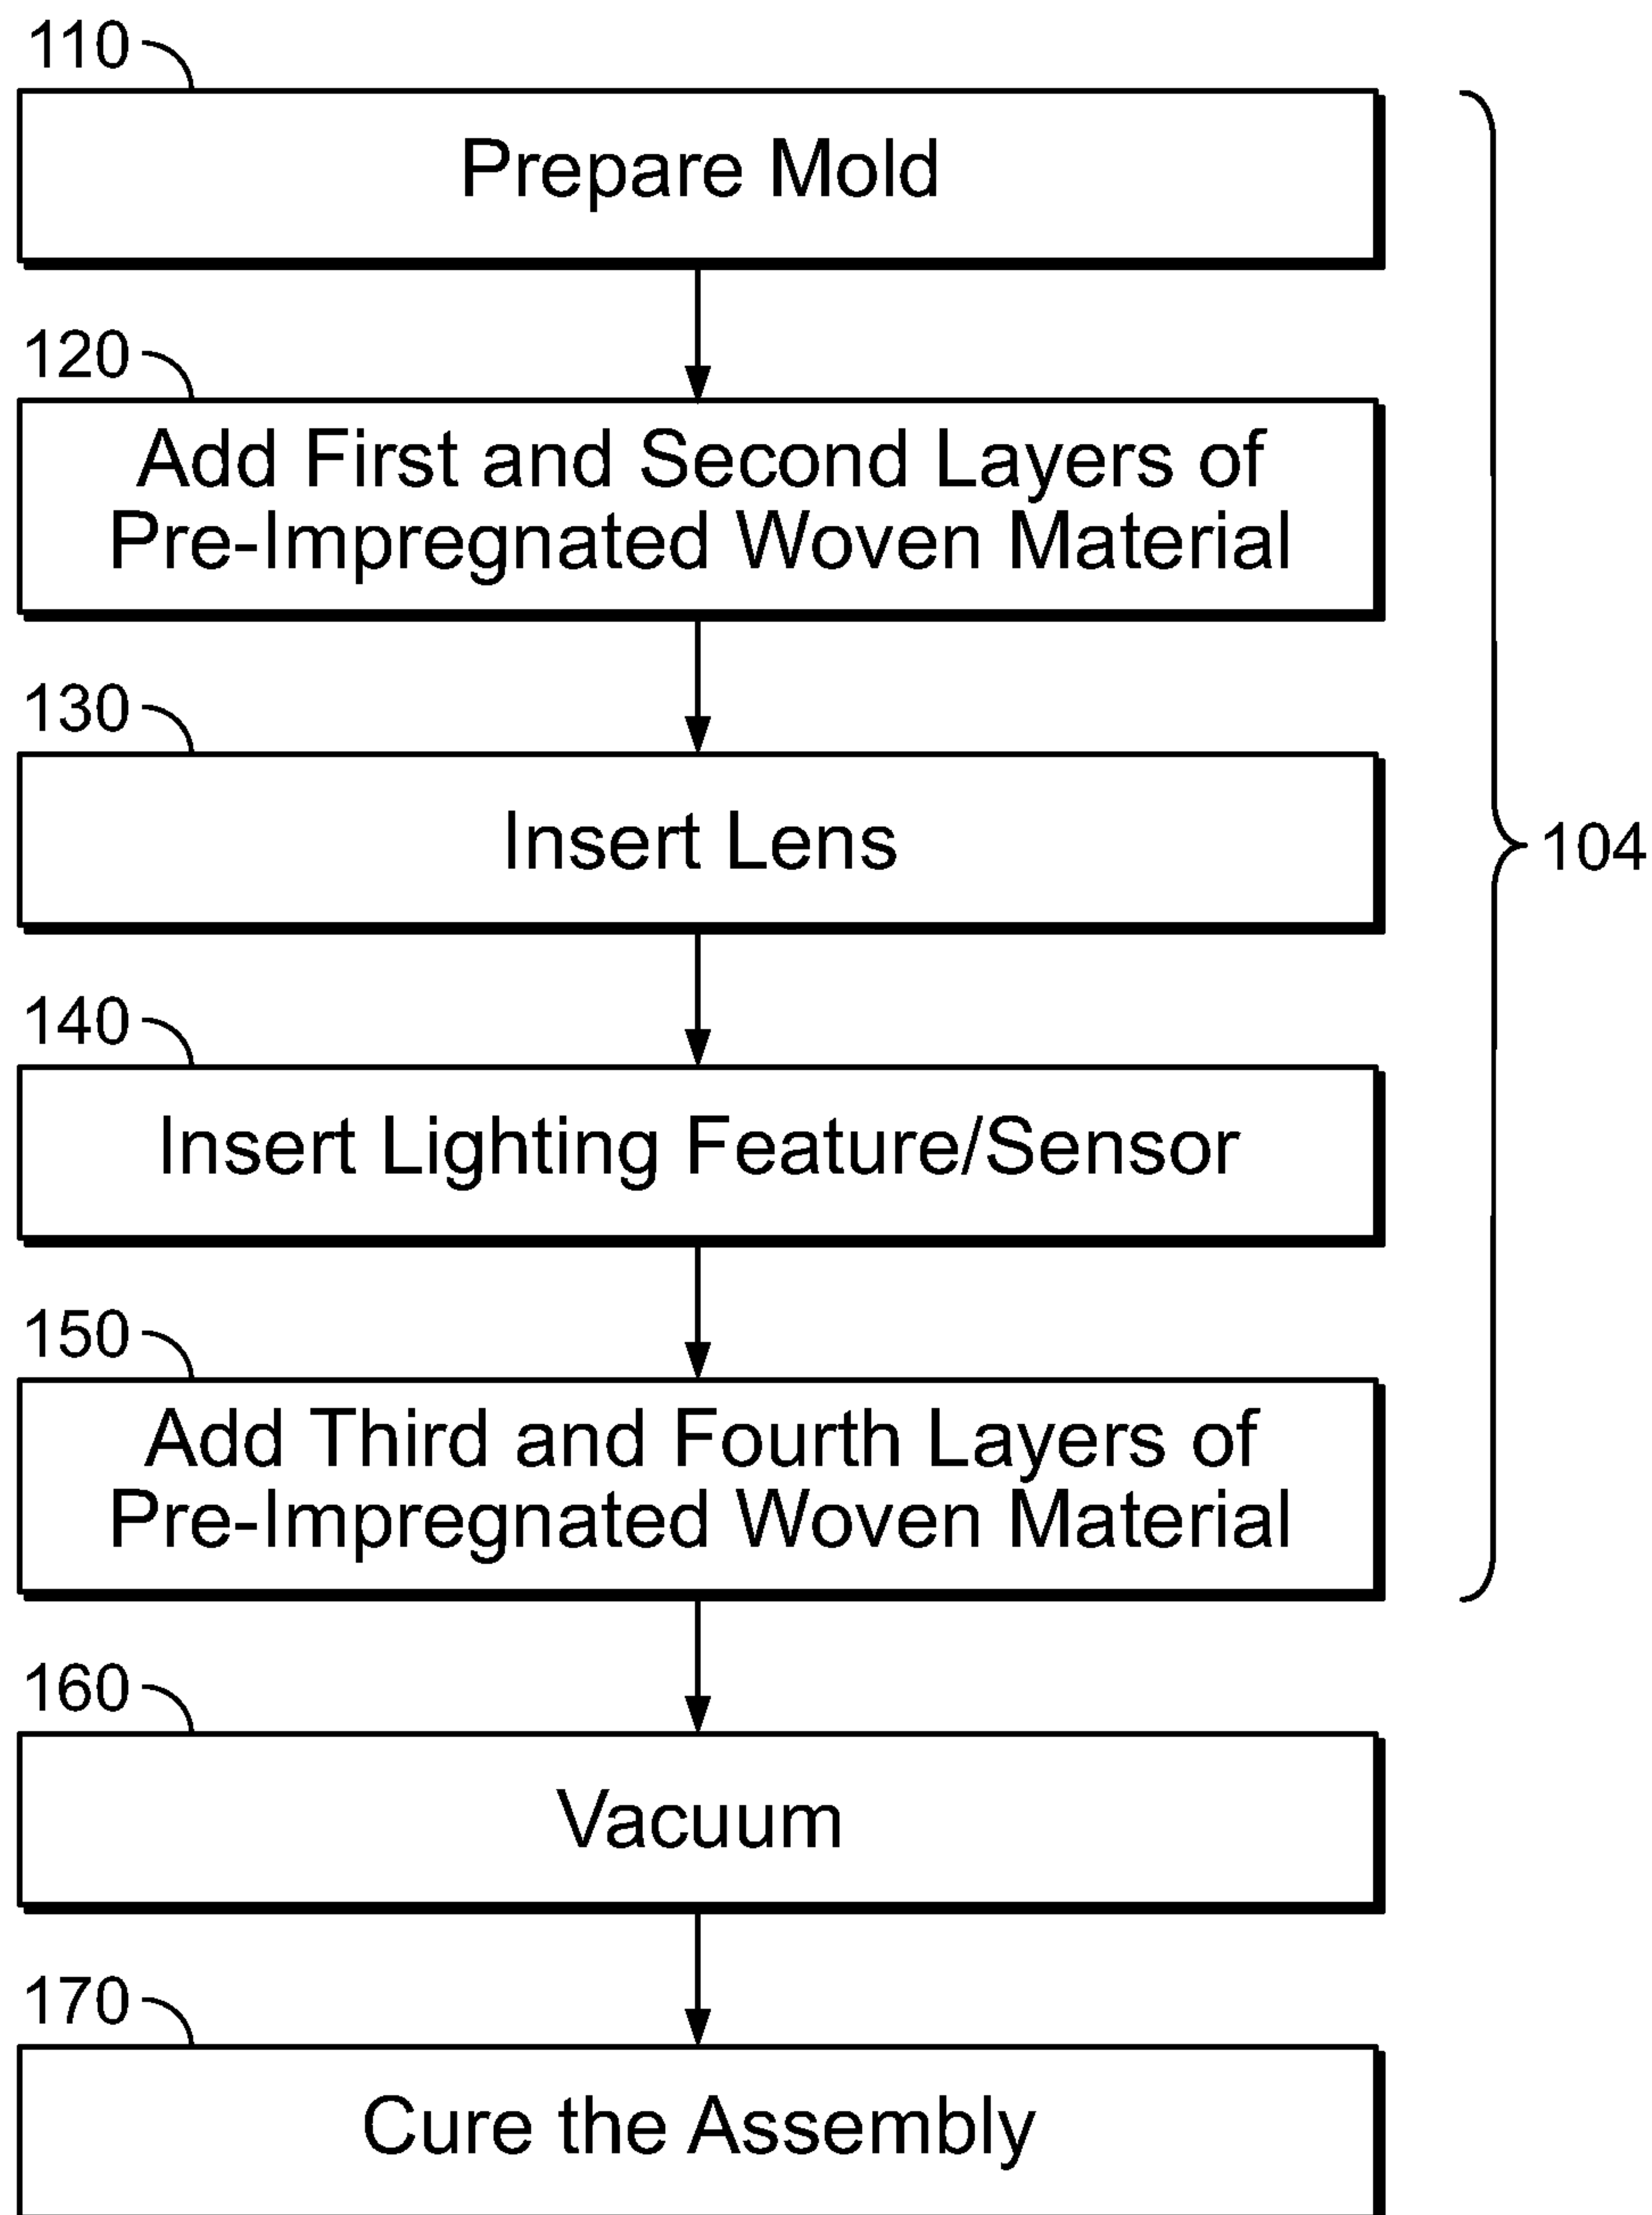 110
Prepare Mold
120
Add First and Second Layers of
Pre-Impregnated Woven Material
130
Insert Lens
104
140
Insert Lighting Feature/Sensor
150
Add Third and Fourth Layers of
Pre-Impregnated Woven Material
160
Vacuum
170
Cure the Assembly